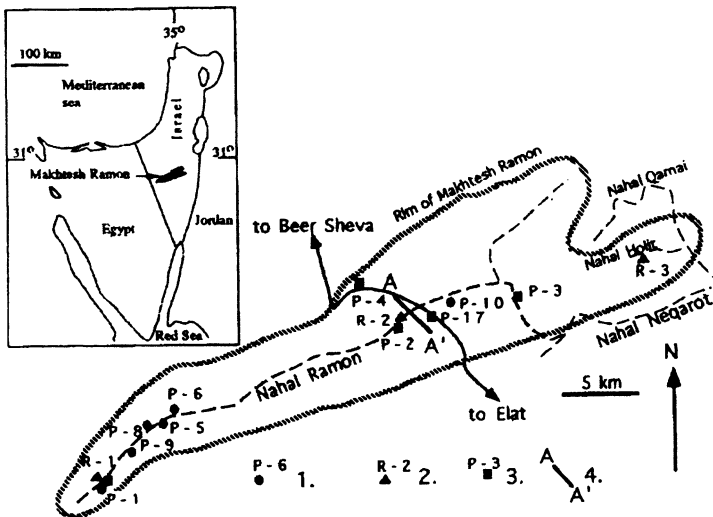 35°
100 km
Mediterranean
sea
Israel
31°
31°
Makhtesh Ramon
Egypt
Jordan
Red Sea
to Beer Sheva
Rim of Makhtesh Ramon
Nahal Qamai
Nahal
R-3
A
P-4
P-10
P-3
R-2
P-17
P-2
A'
Nahal Neqarot
Nahal Ramon
N
5 km
to Elat
P-6
P-8
P-5
P-9
R-1
P-1
P-6 1.
R-2 2.
P-3 3.
A A' 4.